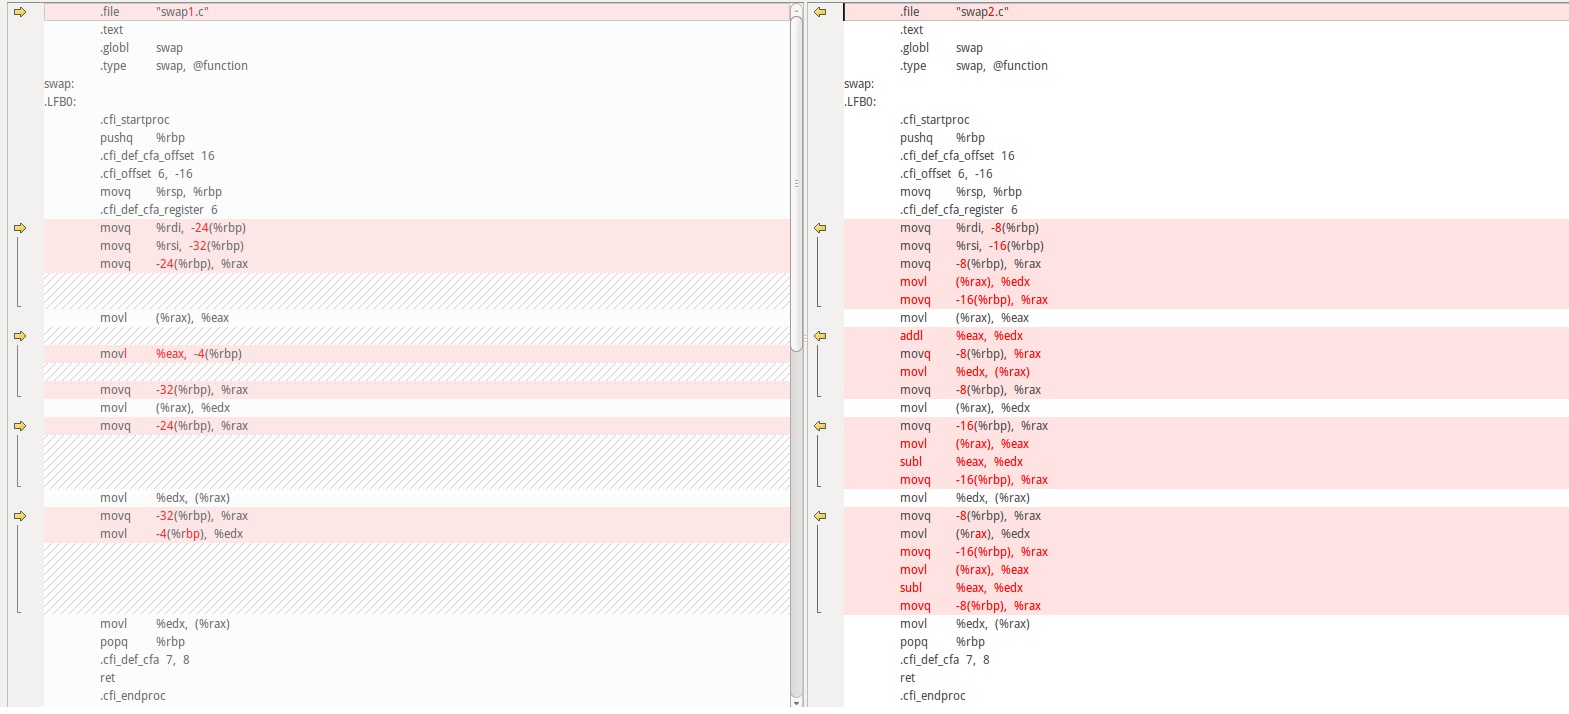 .file "swap1.c"
.text
.globl swap
.type swap, @function
swap:
.LFB0:
.cfi_startproc
pushq %rbp
.cfi_def_cfa_offset 16
.cfi_offset 6, -16
movq %rsp, %rbp
.cfi_def_cfa_register 6
movq %rdi, -24(%rbp)
movq %rsi, -32(%rbp)
movq -24(%rbp), %rax
movl (%rax), %eax
movl %eax, -4(%rbp)
movq -32(%rbp), %rax
movl (%rax), %edx
movq -24(%rbp), %rax
movl %edx, (%rax)
movq -32(%rbp), %rax
movl -4(%rbp), %edx
movl %edx, (%rax)
popq %rbp
.cfi_def_cfa 7, 8
ret
.cfi_endproc
.file "swap2.c"
.text
.globl swap
.type swap, @function
swap:
.LFB0:
.cfi_startproc
pushq %rbp
.cfi_def_cfa_offset 16
.cfi_offset 6, -16
movq %rsp, %rbp
.cfi_def_cfa_register 6
movq %rdi, -8(%rbp)
movq %rsi, -16(%rbp)
movq -8(%rbp), %rax
movl (%rax), %edx
movq -16(%rbp), %rax
movl (%rax), %eax
addl %eax, %edx
movq -8(%rbp), %rax
movl %edx, (%rax)
movq -8(%rbp), %rax
movl (%rax), %edx
movq -16(%rbp), %rax
movl (%rax), %eax
subl %eax, %edx
movq -16(%rbp), %rax
movl %edx, (%rax)
movq -8(%rbp), %rax
movl (%rax), %edx
movq -16(%rbp), %rax
movl (%rax), %eax
subl %eax, %edx
movq -8(%rbp), %rax
movl %edx, (%rax)
popq %rbp
.cfi_def_cfa 7, 8
ret
.cfi_endproc